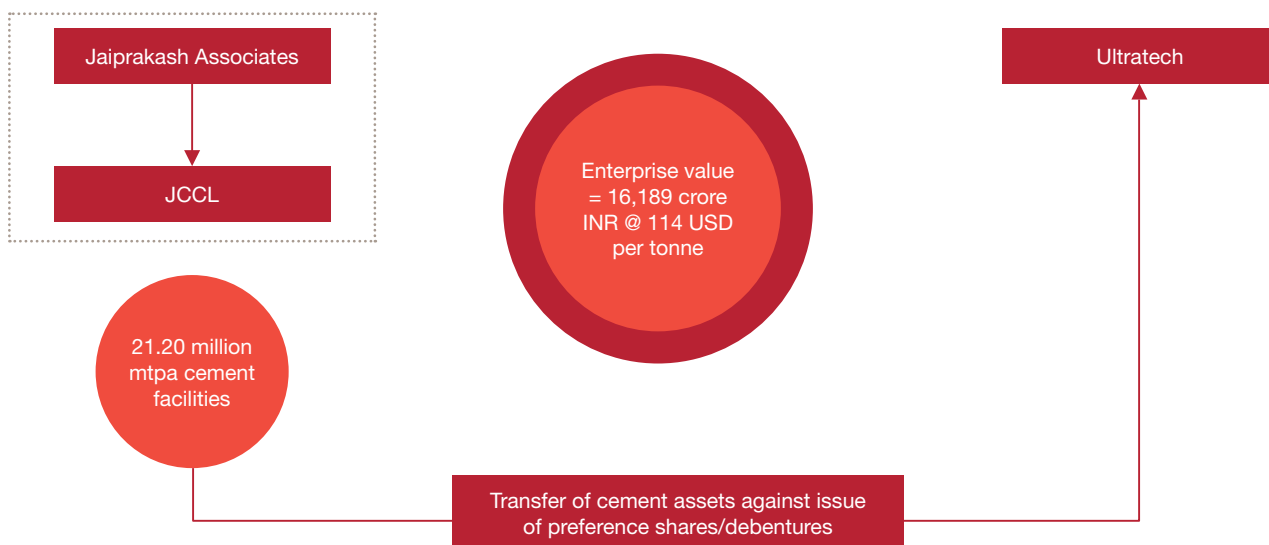 Jaiprakash Associates
JCCL
Enterprise value
= 16,189 crore
INR @ 114 USD
per tonne
Ultratech
21.20 million
mtpa cement
facilities
Transfer of cement assets against issue
of preference shares/debentures